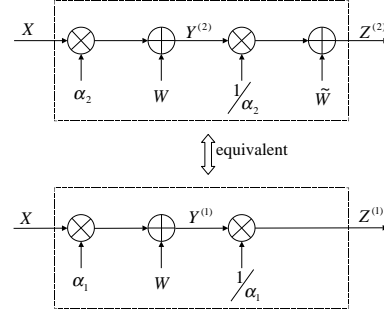 X Y^(2) Z^(2)
α_2 W 1/α_2 W̃
equivalent
X Y^(1) Z^(1)
α_1 W 1/α_1